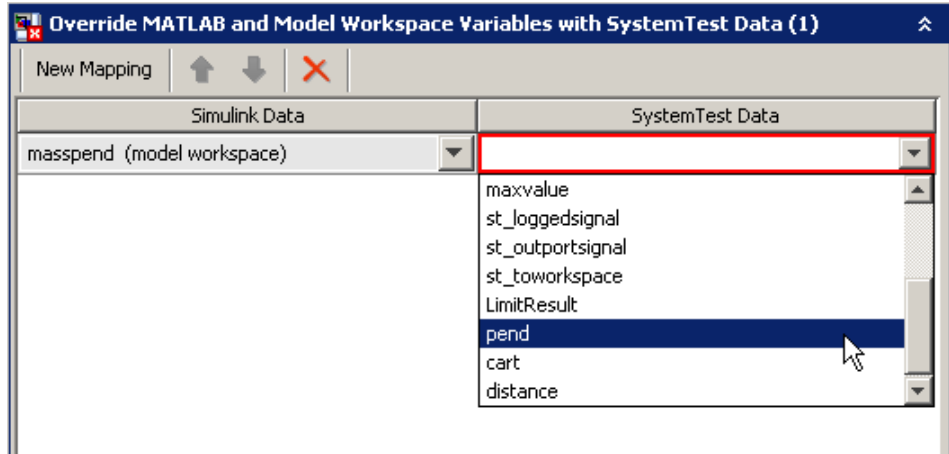 Override MATLAB and Model Workspace Variables with SystemTest Data (1)
New Mapping
Simulink Data SystemTest Data
masspend (model workspace)
maxvalue
st_loggedsignal
st_outportsignal
st_toworkspace
LimitResult
pend
cart
distance